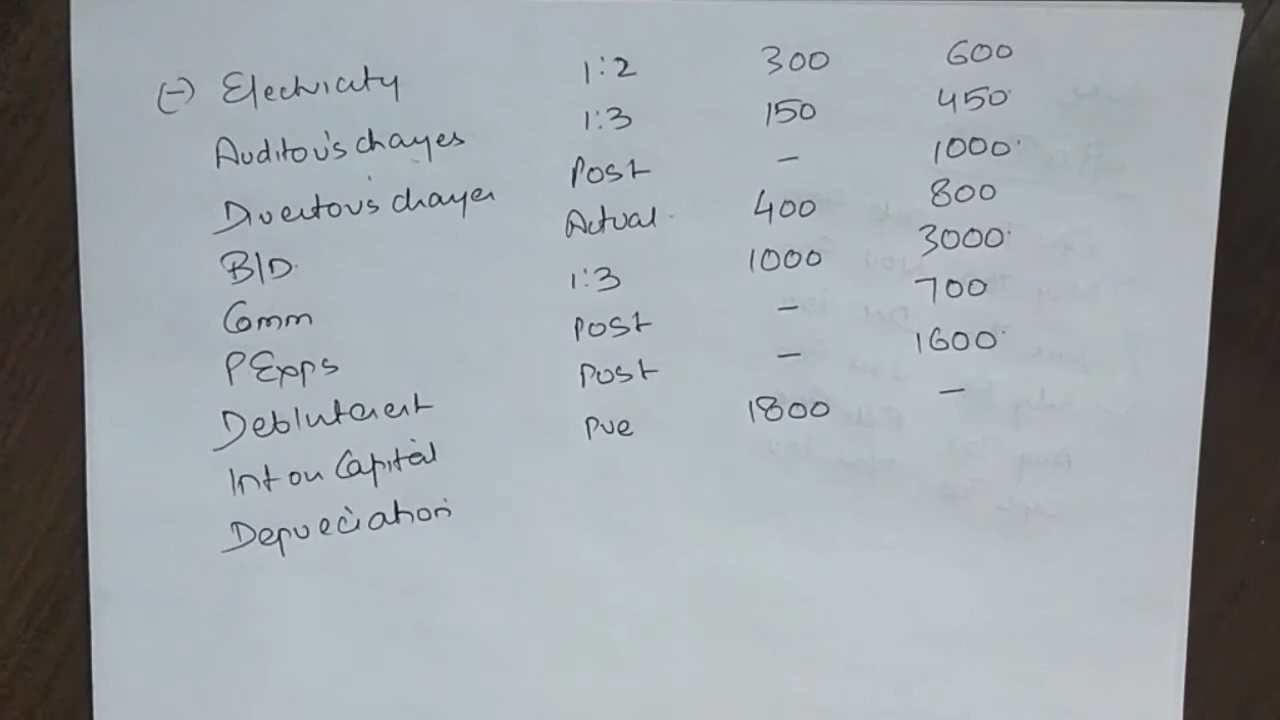 (-) Electricity 1:2 300 600
Auditor's charges 1:3 150 450
Director's charges Post – 1000
B/D Actual 400 800
Comm 1:3 1000 3000
P Exps Post – 700
Deb Interest Post – 1600
Int on Capital Pre 1800 –
Depreciation